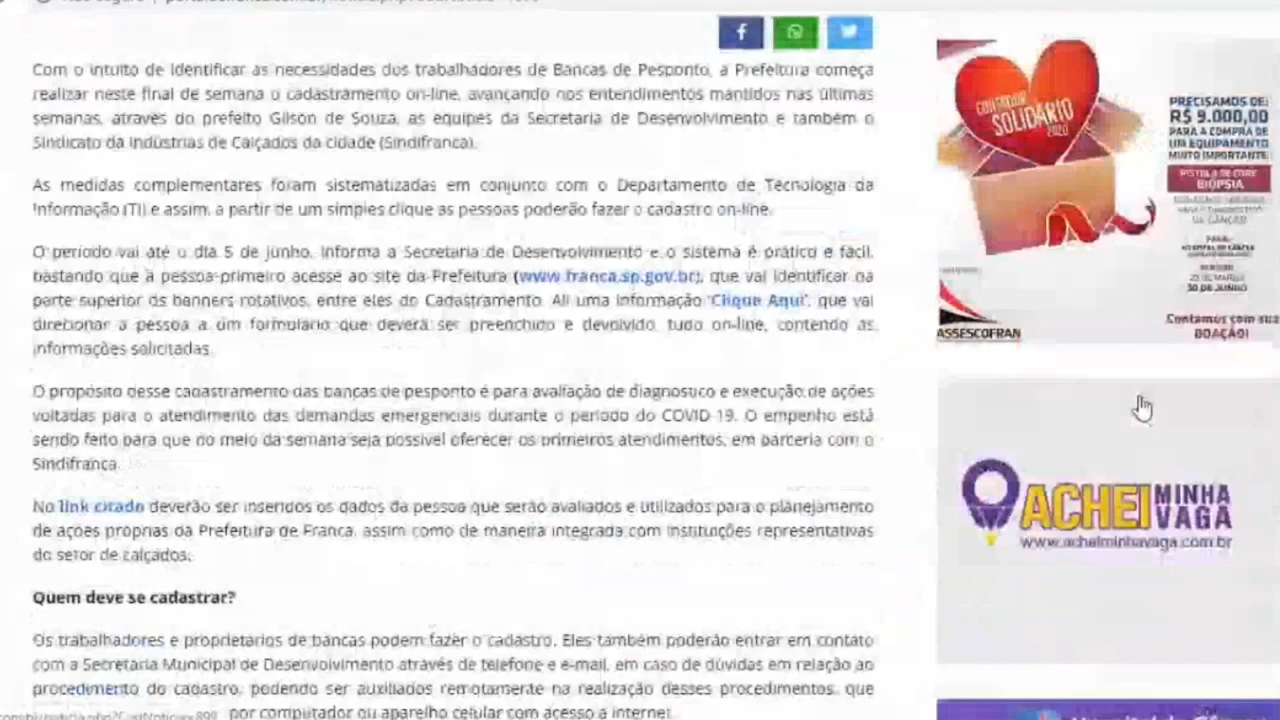 Com o intuito de identificar as necessidades dos trabalhadores de Bancas de Pesponto, a Prefeitura começa
realizar neste final de semana o cadastramento on-line, avançando nos entendimentos mantidos nas últimas
semanas, através do prefeito Gilson de Souza, as equipes da Secretaria de Desenvolvimento e também o
Sindicato da Indústrias de Calçados da cidade (Sindifranca).
As medidas complementares foram sistematizadas em conjunto com o Departamento de Tecnologia da
Informação (TI) e assim, a partir de um simples clique as pessoas poderão fazer o cadastro on-line.
O período vai até o dia 5 de junho, informa a Secretaria de Desenvolvimento e o sistema é prático e fácil,
bastando que a pessoa primeiro acesse ao site da Prefeitura (www.franca.sp.gov.br), que vai identificar na
parte superior os banners rotativos, entre eles do Cadastramento. Ali uma informação 'Clique Aqui', que vai
direcionar a pessoa a um formulário que deverá ser preenchido e devolvido, tudo on-line, contendo as
informações solicitadas.
O propósito desse cadastramento das bancas de pesponto é para avaliação de diagnóstico e execução de ações
voltadas para o atendimento das demandas emergenciais durante o período do COVID 19. O empenho está
sendo feito para que no meio da semana seja possível oferecer os primeiros atendimentos, em parceria com o
Sindifranca.
No link citado deverão ser inseridos os dados da pessoa que serão avaliados e utilizados para o planejamento
de ações próprias da Prefeitura de Franca, assim como de maneira integrada com instituições representativas
do setor de calçados.
Quem deve se cadastrar?
Os trabalhadores e proprietários de bancas podem fazer o cadastro. Eles também poderão entrar em contato
com a Secretaria Municipal de Desenvolvimento através de telefone e e-mail, em caso de dúvidas em relação ao
procedimento do cadastro, podendo ser auxiliados remotamente na realização desses procedimentos, que
por computador ou aparelho celular com acesso à internet.
CONTADOR
SOLIDÁRIO
2020
PRECISAMOS DE:
R$ 9.000,00
PARA A COMPRA DE
UM EQUIPAMENTO
MUITO IMPORTANTE:
PISTOLA DE CORE
BIÓPSIA
30 DE JUNHO
Contamos com sua
DOAÇÃO!
ASSESCOFRAN
ACHEI MINHA
VAGA
www.acheiminhavaga.com.br